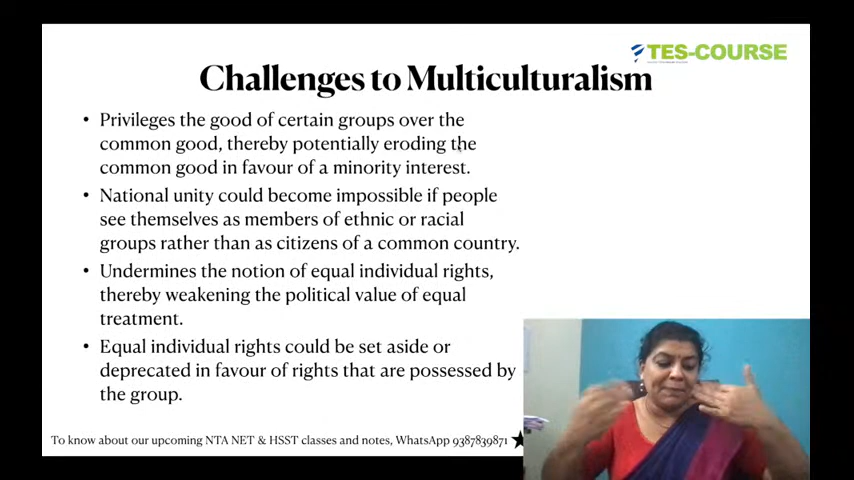 TES-COURSE
Challenges to Multiculturalism
• Privileges the good of certain groups over the
common good, thereby potentially eroding the
common good in favour of a minority interest.
• National unity could become impossible if people
see themselves as members of ethnic or racial
groups rather than as citizens of a common country.
• Undermines the notion of equal individual rights,
thereby weakening the political value of equal
treatment.
• Equal individual rights could be set aside or
deprecated in favour of rights that are possessed by
the group.
To know about our upcoming NTA NET & HSST classes and notes, WhatsApp 9387839871